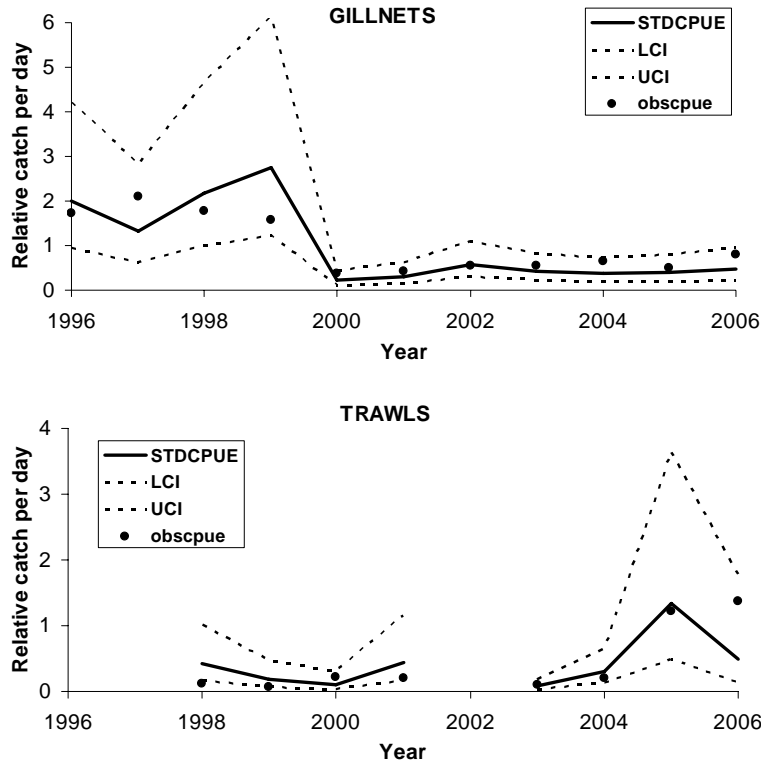 GILLNETS
STDCPUE
LCI
UCI
obscpue
6
5
4
3
2
1
0
Relative catch per day
1996 1998 2000 2002 2004 2006
Year
TRAWLS
STDCPUE
LCI
UCI
obscpue
4
3
2
1
0
Relative catch per day
1996 1998 2000 2002 2004 2006
Year